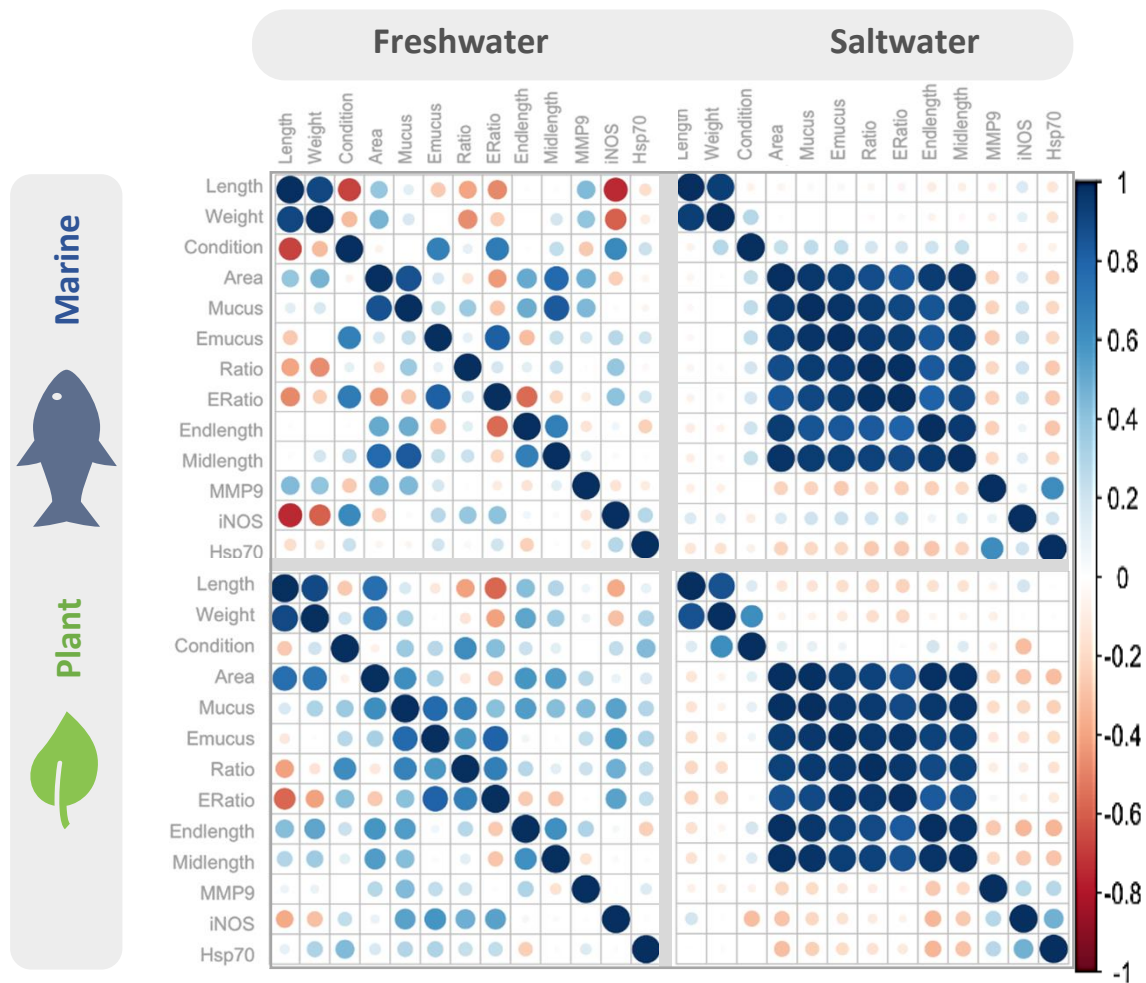 Freshwater Saltwater
Length Weight Condition Area Mucus Emucus Ratio ERatio Endlength Midlength MMP9 iNOS Hsp70 Length Weight Condition Area Mucus Emucus Ratio ERatio Endlength Midlength MMP9 iNOS Hsp70
Marine
Length
Weight
Condition
Area
Mucus
Emucus
Ratio
ERatio
Endlength
Midlength
MMP9
iNOS
Hsp70
Plant
Length
Weight
Condition
Area
Mucus
Emucus
Ratio
ERatio
Endlength
Midlength
MMP9
iNOS
Hsp70
1
0.8
0.6
0.4
0.2
0
-0.2
-0.4
-0.6
-0.8
-1